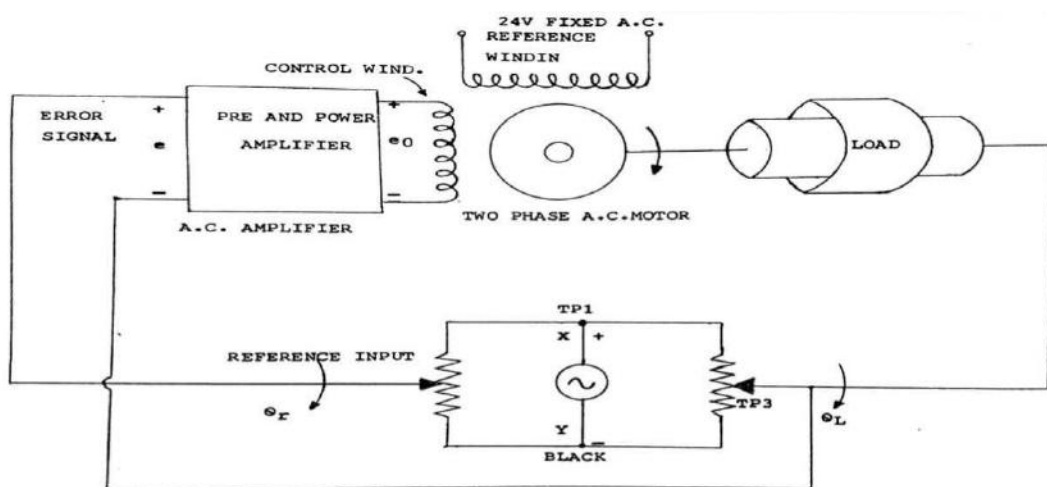 24V FIXED A.C.
REFERENCE
WINDIN
CONTROL WIND.
ERROR
SIGNAL
+
e
−
PRE AND POWER
AMPLIFIER
+
eO
−
A.C. AMPLIFIER
TWO PHASE A.C.MOTOR
LOAD
TP1
X +
REFERENCE INPUT
θr
Y −
BLACK
TP3
θL